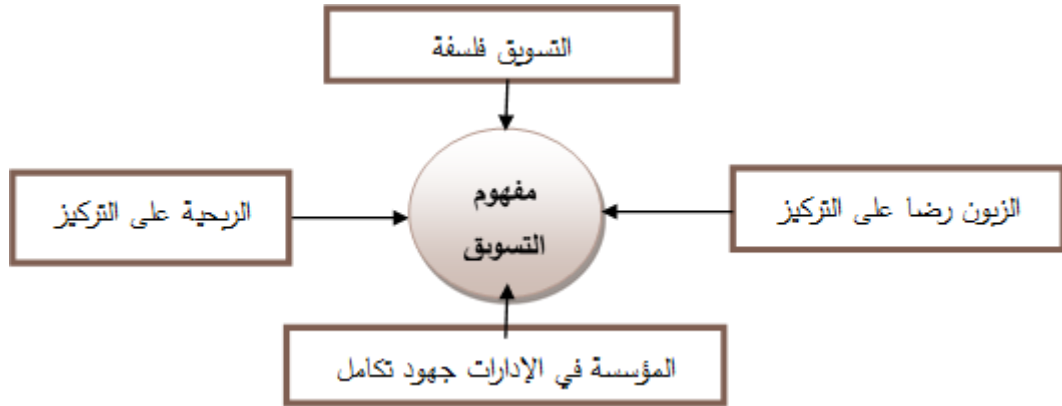 التسويق فلسفة
مفهوم
التسويق
الزبون رضا على التركيز
الربحية على التركيز
المؤسسة في الإدارات جهود تكامل